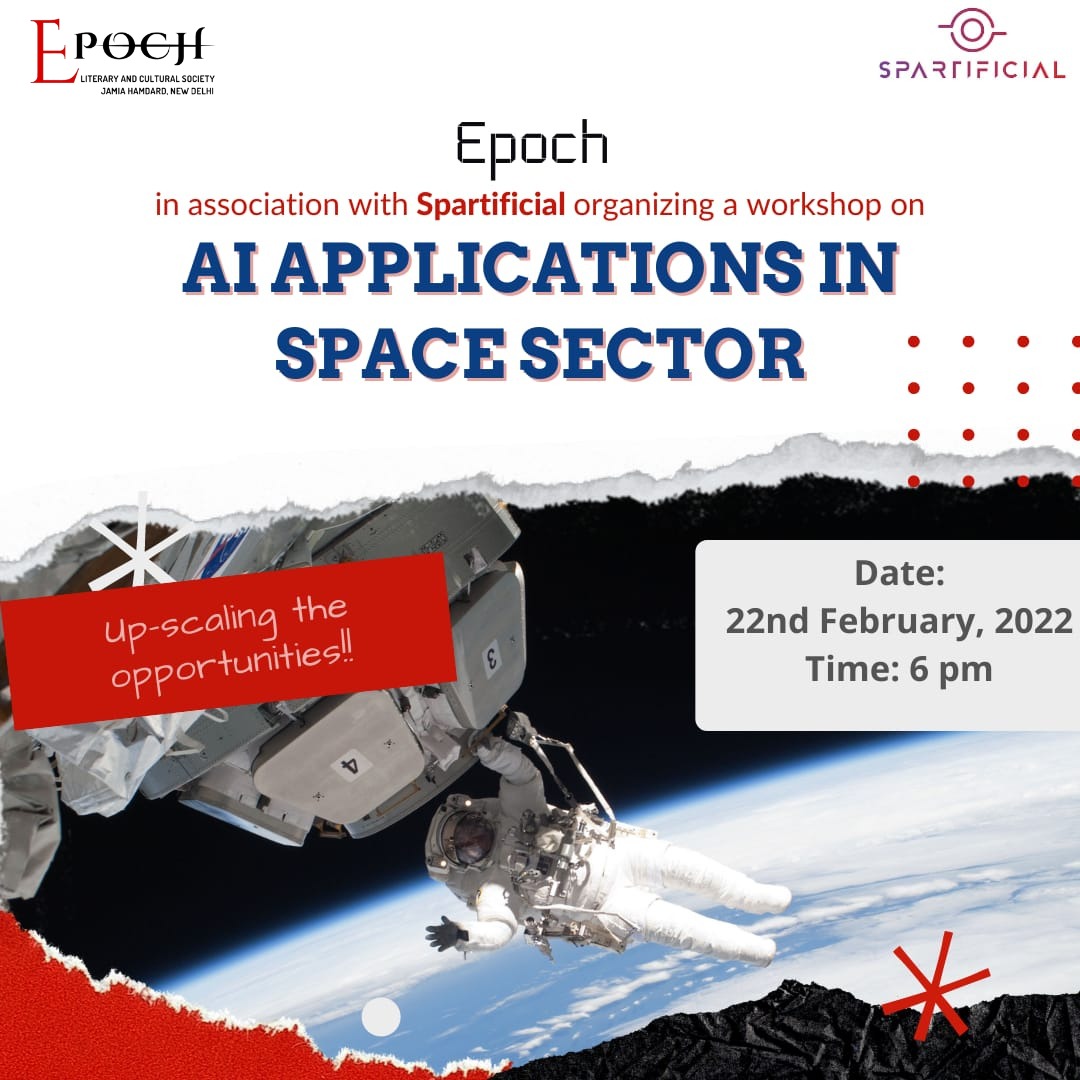 EPOCH
LITERARY AND CULTURAL SOCIETY
JAMIA HAMDARD, NEW DELHI
SPARTIFICIAL
Epoch
in association with Spartificial organizing a workshop on
AI APPLICATIONS IN
SPACE SECTOR
Up-scaling the
opportunities!!
Date:
22nd February, 2022
Time: 6 pm
3
4